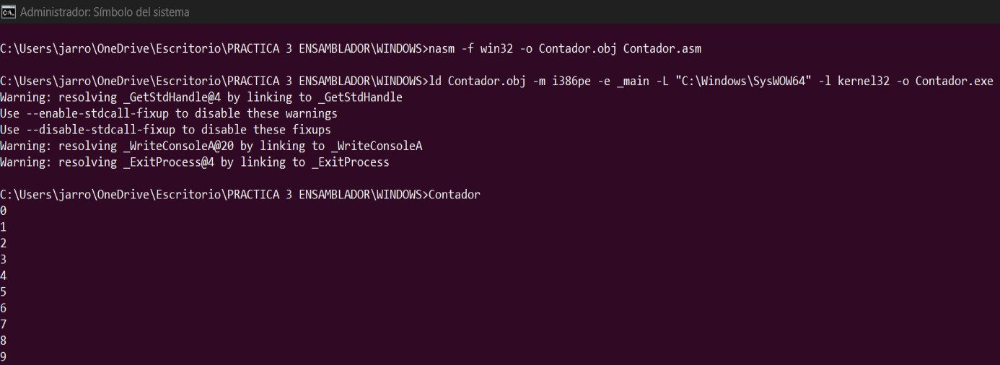 Administrador: Símbolo del sistema
C:\Users\jarro\OneDrive\Escritorio\PRACTICA 3 ENSAMBLADOR\WINDOWS>nasm -f win32 -o Contador.obj Contador.asm
C:\Users\jarro\OneDrive\Escritorio\PRACTICA 3 ENSAMBLADOR\WINDOWS>ld Contador.obj -m i386pe -e _main -L "C:\Windows\SysWOW64" -l kernel32 -o Contador.exe
Warning: resolving _GetStdHandle@4 by linking to _GetStdHandle
Use --enable-stdcall-fixup to disable these warnings
Use --disable-stdcall-fixup to disable these fixups
Warning: resolving _WriteConsoleA@20 by linking to _WriteConsoleA
Warning: resolving _ExitProcess@4 by linking to _ExitProcess
C:\Users\jarro\OneDrive\Escritorio\PRACTICA 3 ENSAMBLADOR\WINDOWS>Contador
0
1
2
3
4
5
6
7
8
9